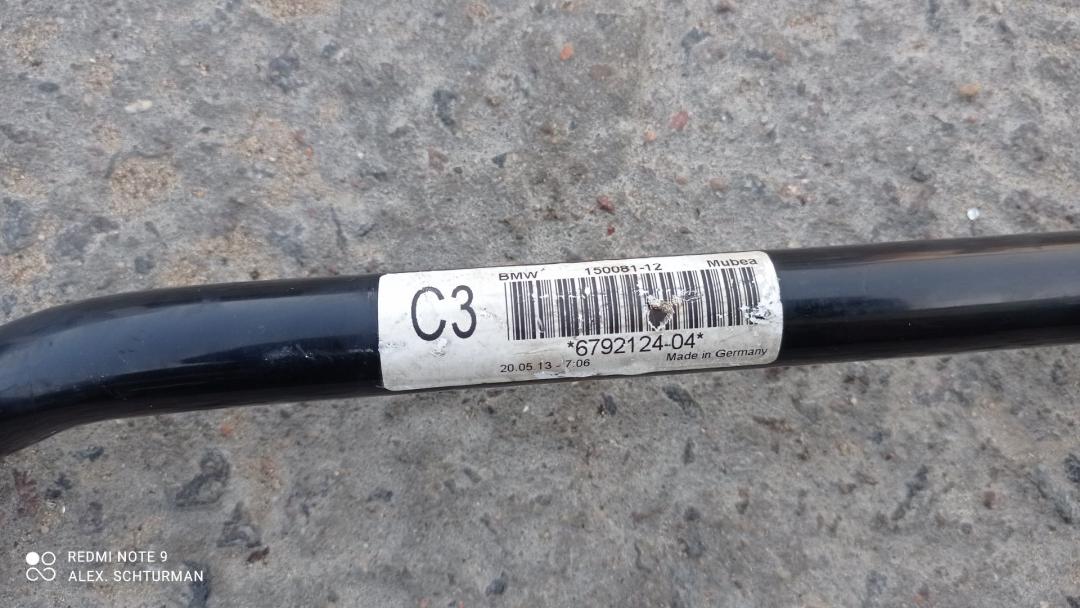 BMW 150081-12 Mubea
C3
*6792124-04*
20.05.13 - 7:06 Made in Germany
REDMI NOTE 9
ALEX. SCHTURMAN